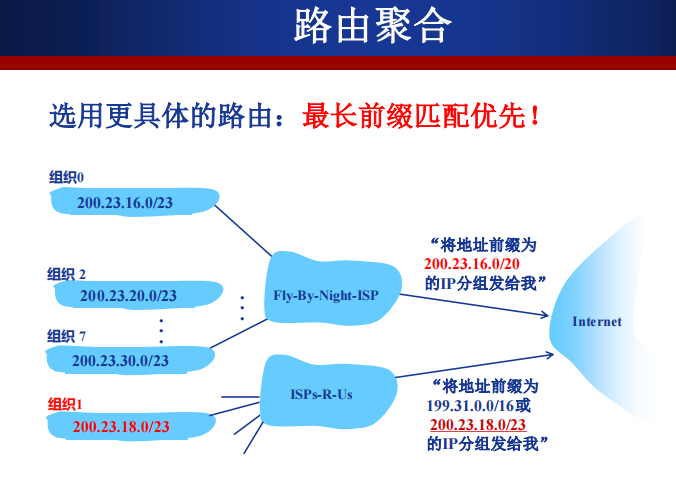 路由聚合
选用更具体的路由：最长前缀匹配优先！
组织0
200.23.16.0/23
组织 2
200.23.20.0/23
组织 7
200.23.30.0/23
组织1
200.23.18.0/23
Fly-By-Night-ISP
ISPs-R-Us
“将地址前缀为
200.23.16.0/20
的IP分组发给我”
Internet
“将地址前缀为
199.31.0.0/16或
200.23.18.0/23
的IP分组发给我”